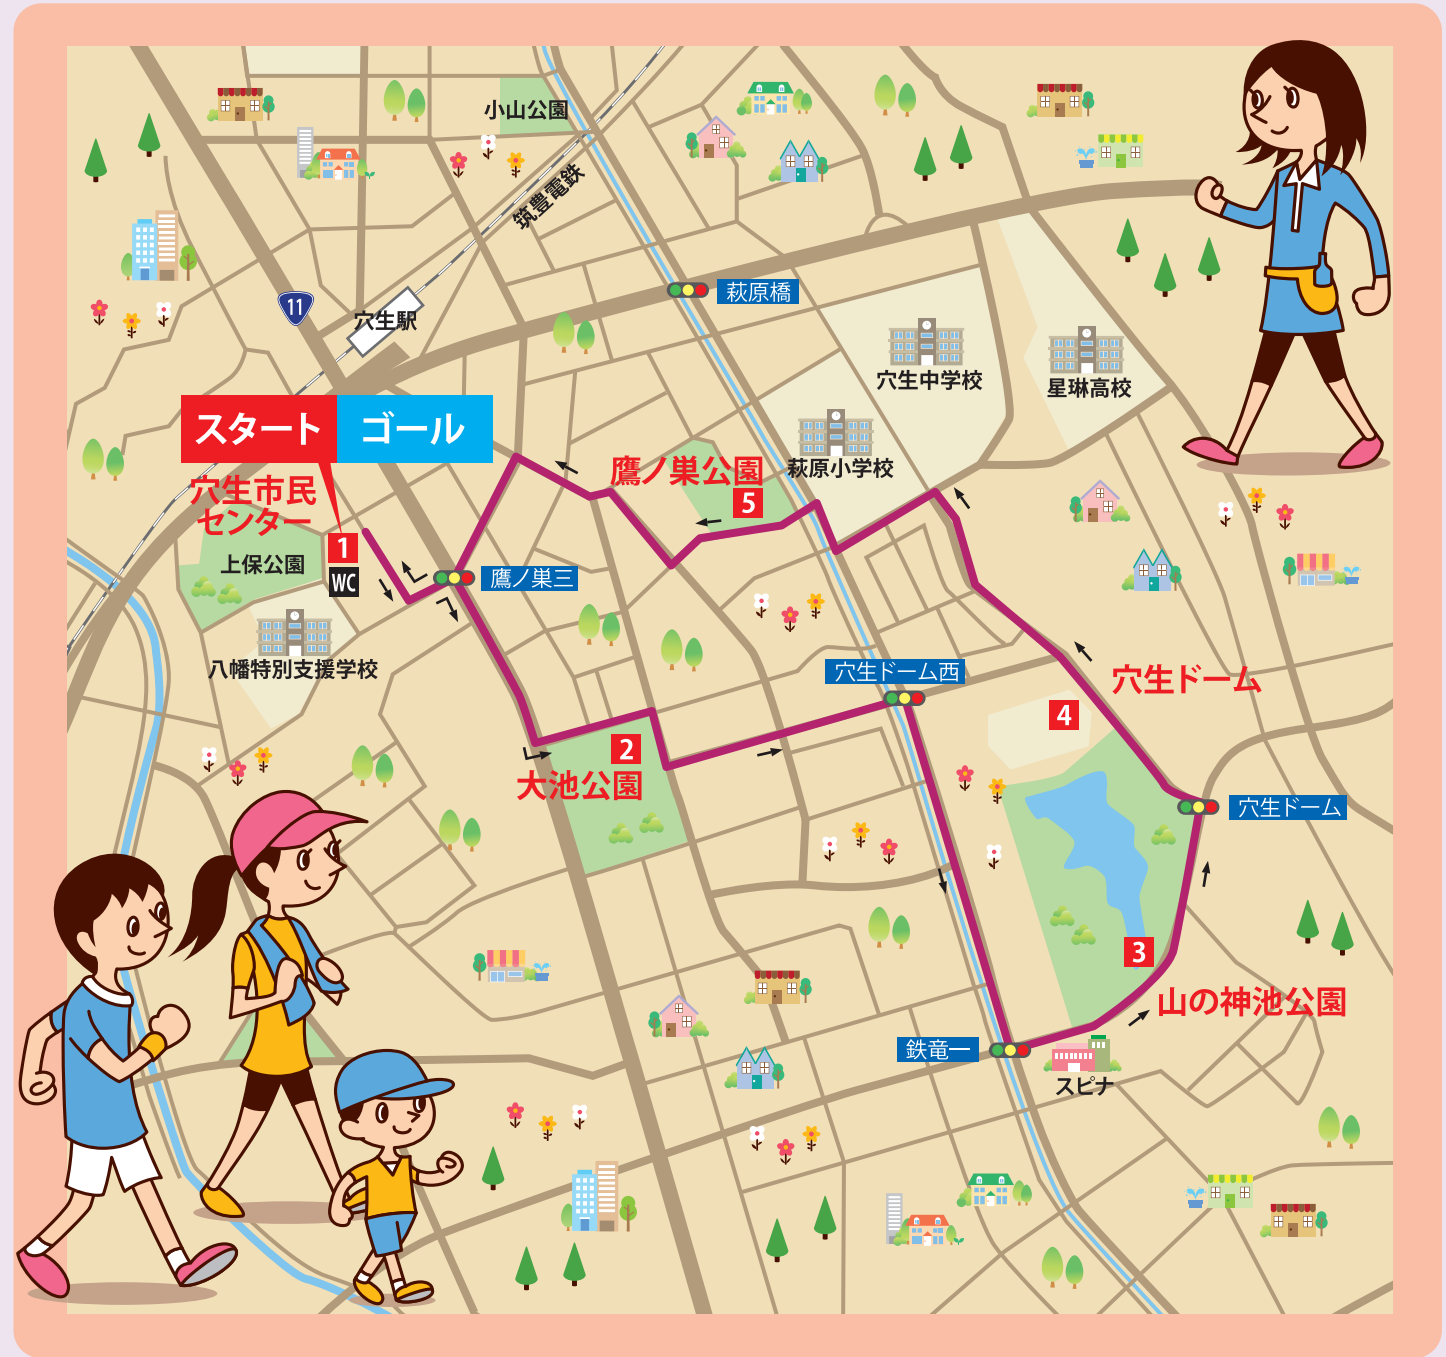 小山公園
筑豊電鉄
11
穴生駅
萩原橋
穴生中学校
星琳高校
スタート ゴール
穴生市民
センター
鷹ノ巣公園
5
萩原小学校
1
WC
上保公園
鷹ノ巣三
八幡特別支援学校
穴生ドーム西
穴生ドーム
4
2
大池公園
穴生ドーム
3
山の神池公園
鉄竜一
スピナ